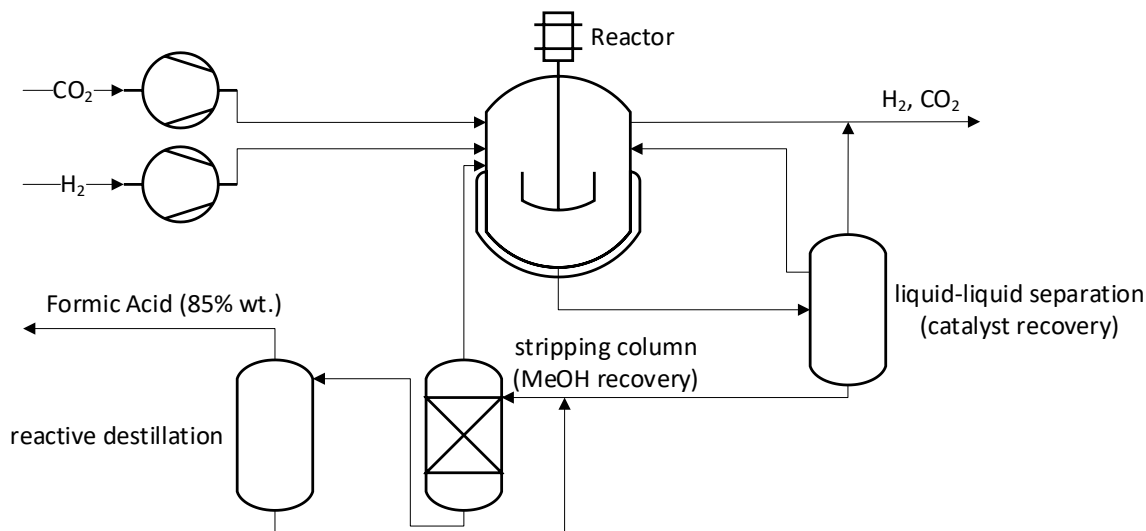 Reactor
CO₂
H₂, CO₂
H₂
liquid-liquid separation
(catalyst recovery)
Formic Acid (85% wt.)
stripping column
(MeOH recovery)
reactive destillation